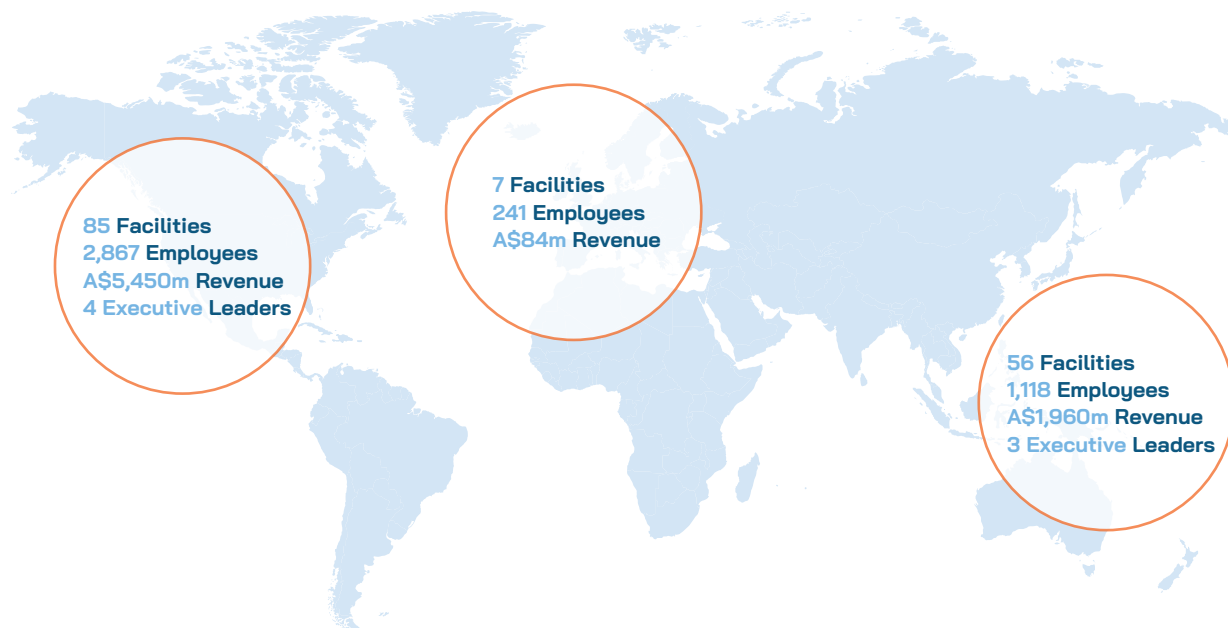 85 Facilities
2,867 Employees
A$5,450m Revenue
4 Executive Leaders
7 Facilities
241 Employees
A$84m Revenue
56 Facilities
1,118 Employees
A$1,960m Revenue
3 Executive Leaders